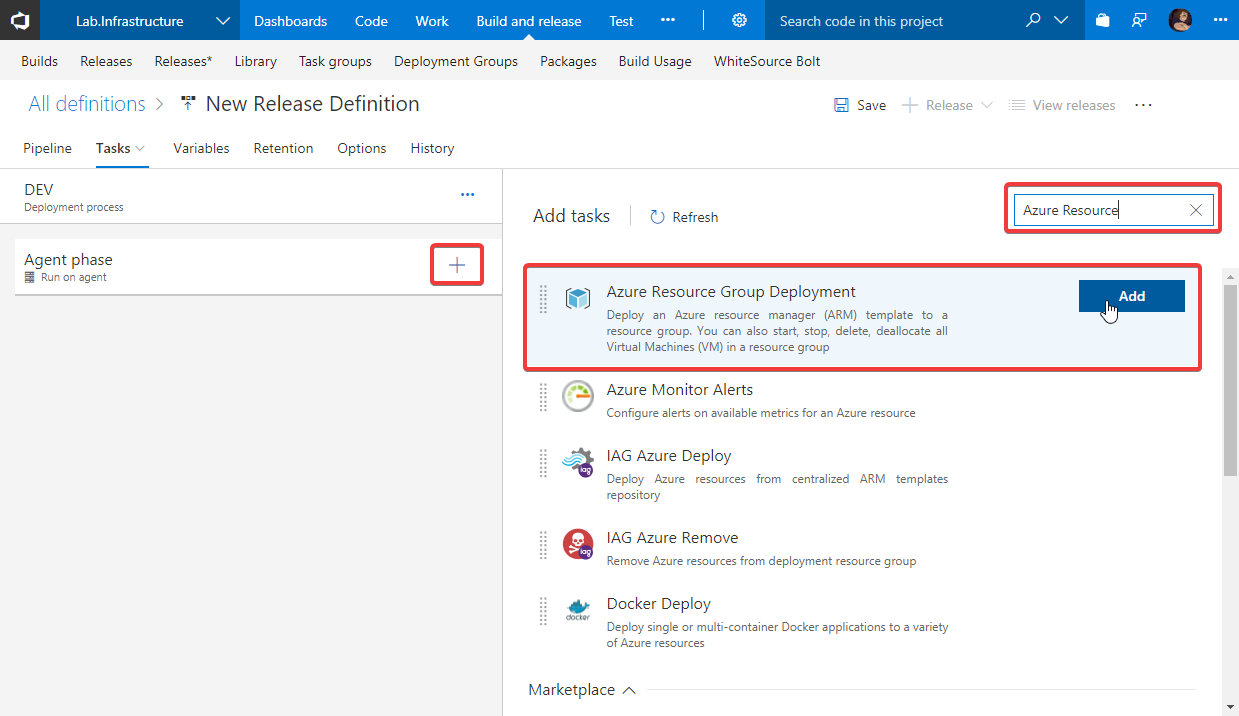 Lab.Infrastructure Dashboards Code Work Build and release Test ••• Search code in this project •••
Builds Releases Releases* Library Task groups Deployment Groups Packages Build Usage WhiteSource Bolt
All definitions > New Release Definition Save + Release View releases •••
Pipeline Tasks Variables Retention Options History
DEV •••
Deployment process
Agent phase
Run on agent
Add tasks Refresh Azure Resource
Azure Resource Group Deployment Add
Deploy an Azure resource manager (ARM) template to a
resource group. You can also start, stop, delete, deallocate all
Virtual Machines (VM) in a resource group
Azure Monitor Alerts
Configure alerts on available metrics for an Azure resource
IAG Azure Deploy
iag
Deploy Azure resources from centralized ARM templates
repository
IAG Azure Remove
iag
Remove Azure resources from deployment resource group
Docker Deploy
docker
Deploy single or multi-container Docker applications to a variety
of Azure resources
Marketplace